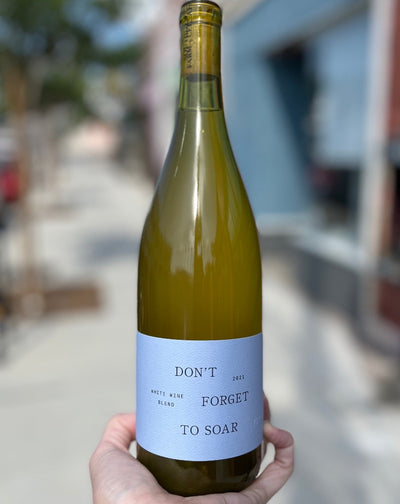 DON'T
2021
WHITE WINE
BLEND
FORGET
TO SOAR